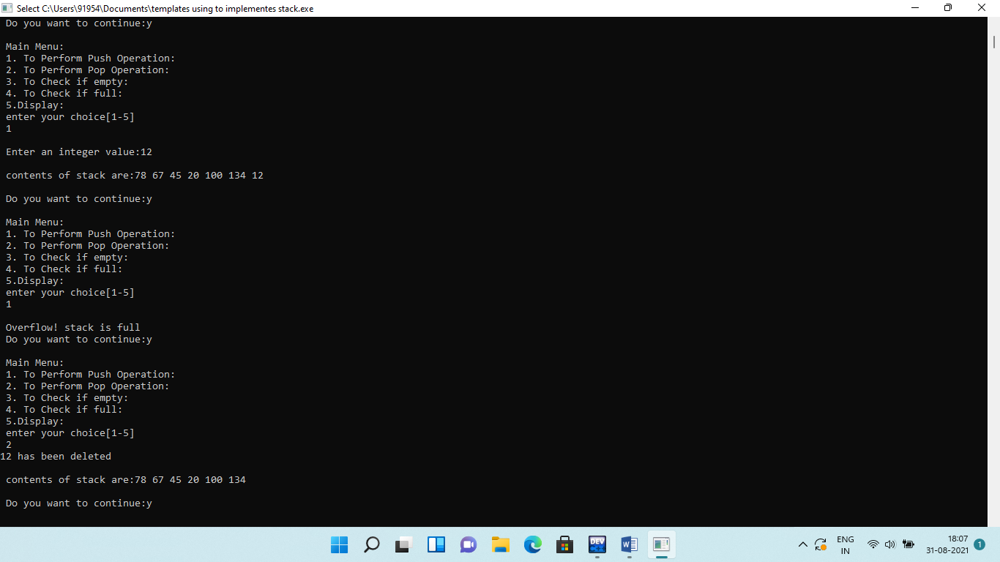 Select C:\Users\91954\Documents\templates using to implementes stack.exe
Do you want to continue:y
Main Menu:
1. To Perform Push Operation:
2. To Perform Pop Operation:
3. To Check if empty:
4. To Check if full:
5.Display:
enter your choice[1-5]
1
Enter an integer value:12
contents of stack are:78 67 45 20 100 134 12
Do you want to continue:y
Main Menu:
1. To Perform Push Operation:
2. To Perform Pop Operation:
3. To Check if empty:
4. To Check if full:
5.Display:
enter your choice[1-5]
1
Overflow! stack is full
Do you want to continue:y
Main Menu:
1. To Perform Push Operation:
2. To Perform Pop Operation:
3. To Check if empty:
4. To Check if full:
5.Display:
enter your choice[1-5]
2
12 has been deleted
contents of stack are:78 67 45 20 100 134
Do you want to continue:y
DEV
W
ENG
IN
18:07
31-08-2021
1